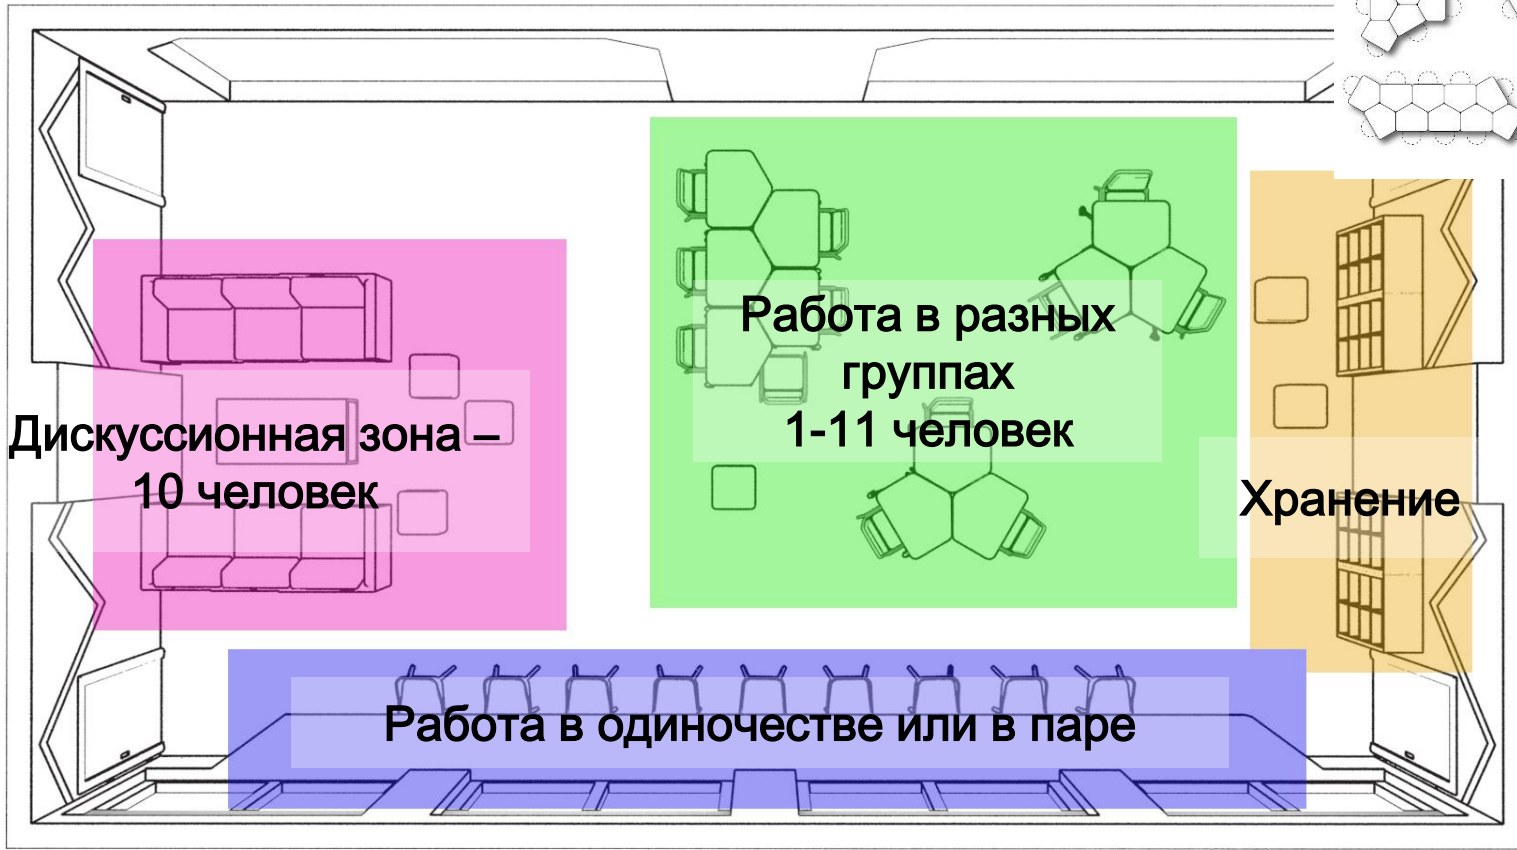 Работа в разных
группах
1-11 человек
Дискуссионная зона –
10 человек
Хранение
Работа в одиночестве или в паре